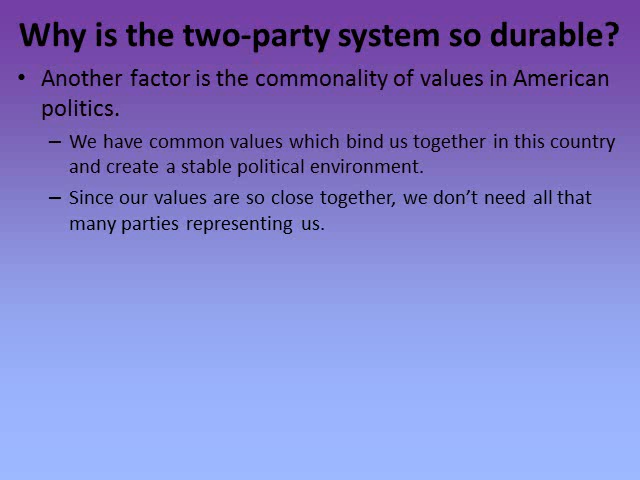 Why is the two-party system so durable?
• Another factor is the commonality of values in American
politics.
– We have common values which bind us together in this country
and create a stable political environment.
– Since our values are so close together, we don’t need all that
many parties representing us.